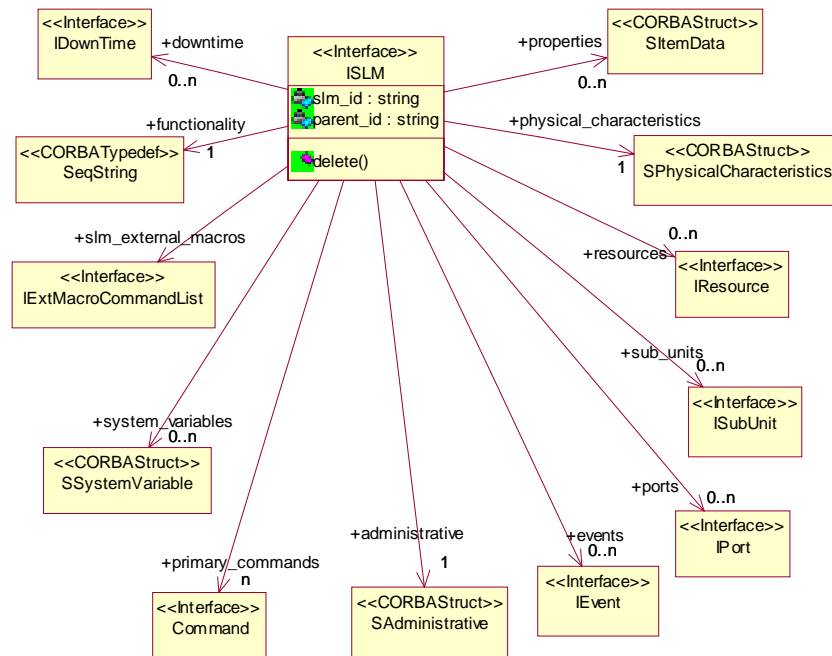 <<Interface>>
IDownTime
+downtime
0..n
<<Interface>>
ISLM
slm_id : string
parent_id : string
delete()
+properties
0..n
<<CORBAStruct>>
SItemData
+functionality
1
<<CORBATypedef>>
SeqString
+physical_characteristics
1
<<CORBAStruct>>
SPhysicalCharacteristics
+slm_external_macros
<<Interface>>
IExtMacroCommandList
0..n
+resources
<<Interface>>
IResource
+sub_units
0..n
<<Interface>>
ISubUnit
+system_variables
0..n
<<CORBAStruct>>
SSystemVariable
+ports
0..n
<<Interface>>
IPort
+primary_commands
n
<<Interface>>
Command
+administrative
1
<<CORBAStruct>>
SAdministrative
+events
0..n
<<Interface>>
IEvent